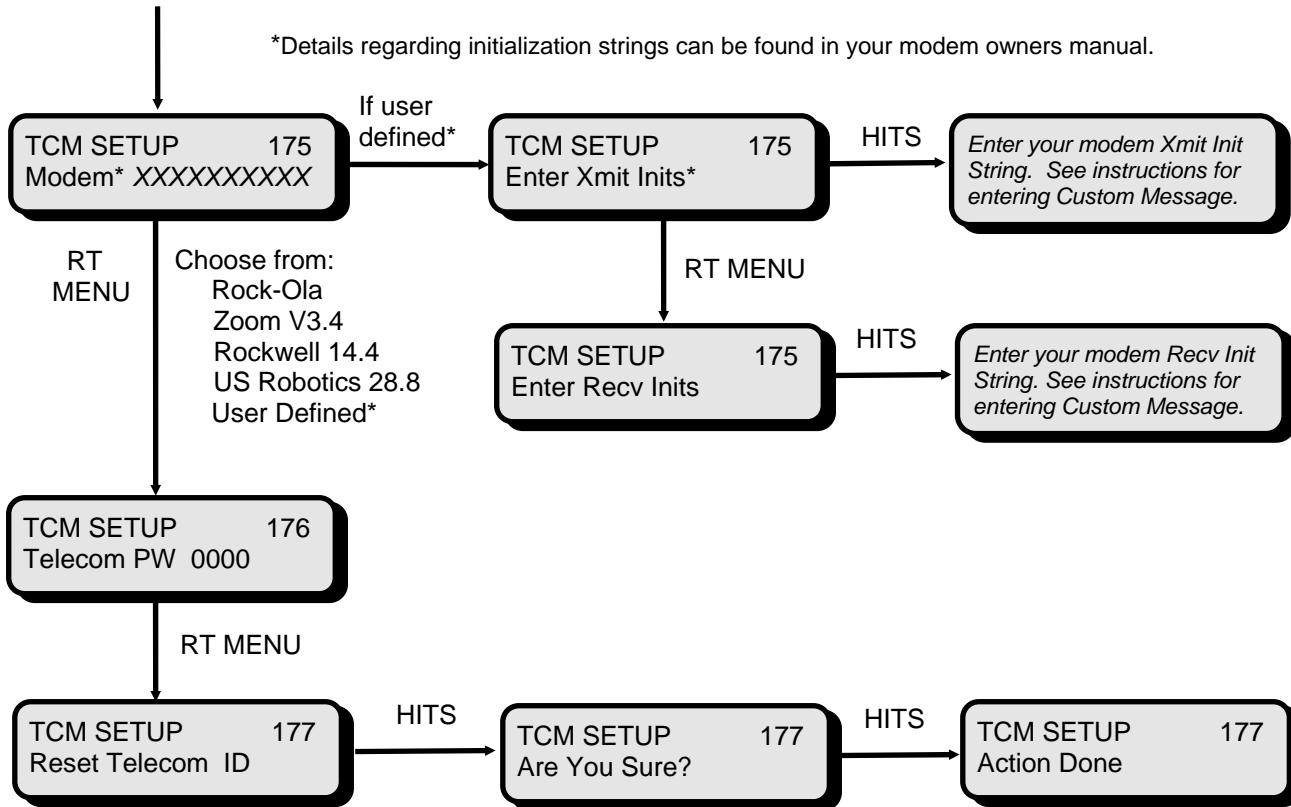 *Details regarding initialization strings can be found in your modem owners manual.
TCM SETUP 175
Modem* XXXXXXXXXX
If user
defined*
TCM SETUP 175
Enter Xmit Inits*
HITS
Enter your modem Xmit Init
String. See instructions for
entering Custom Message.
RT
MENU
Choose from:
Rock-Ola
Zoom V3.4
Rockwell 14.4
US Robotics 28.8
User Defined*
RT MENU
TCM SETUP 175
Enter Recv Inits
HITS
Enter your modem Recv Init
String. See instructions for
entering Custom Message.
TCM SETUP 176
Telecom PW 0000
RT MENU
TCM SETUP 177
Reset Telecom ID
HITS
TCM SETUP 177
Are You Sure?
HITS
TCM SETUP 177
Action Done